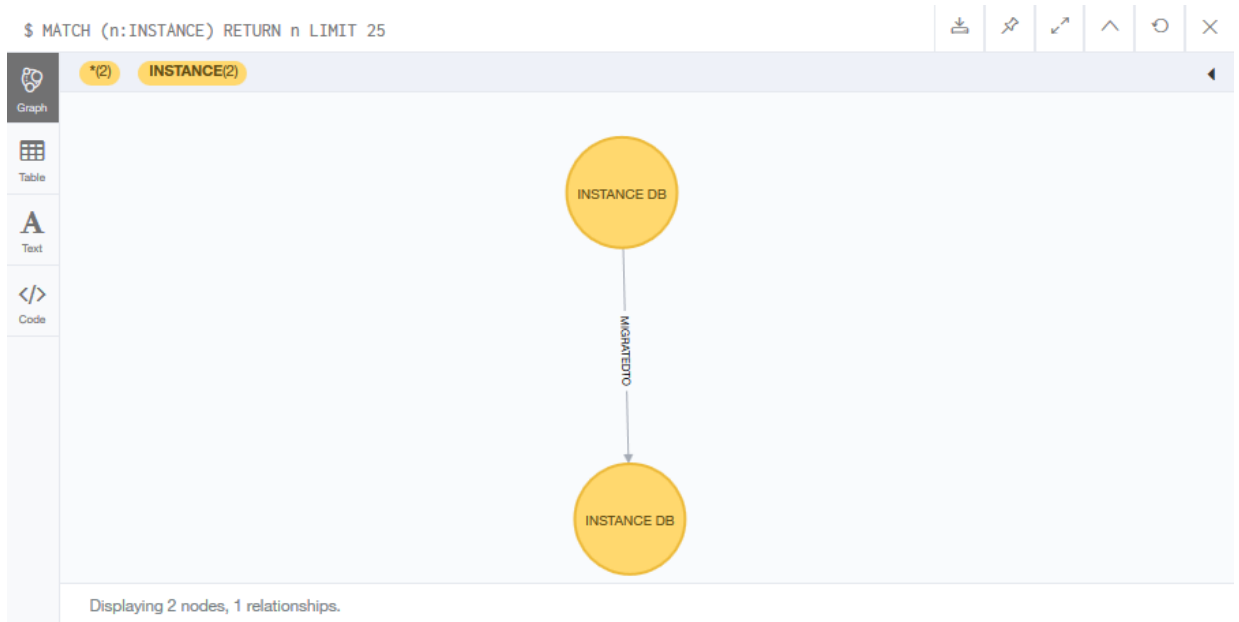 $ MATCH (n:INSTANCE) RETURN n LIMIT 25
*(2) INSTANCE(2)
Graph
Table
A
Text
</>
Code
INSTANCE DB
MIGRATEDTO
INSTANCE DB
Displaying 2 nodes, 1 relationships.